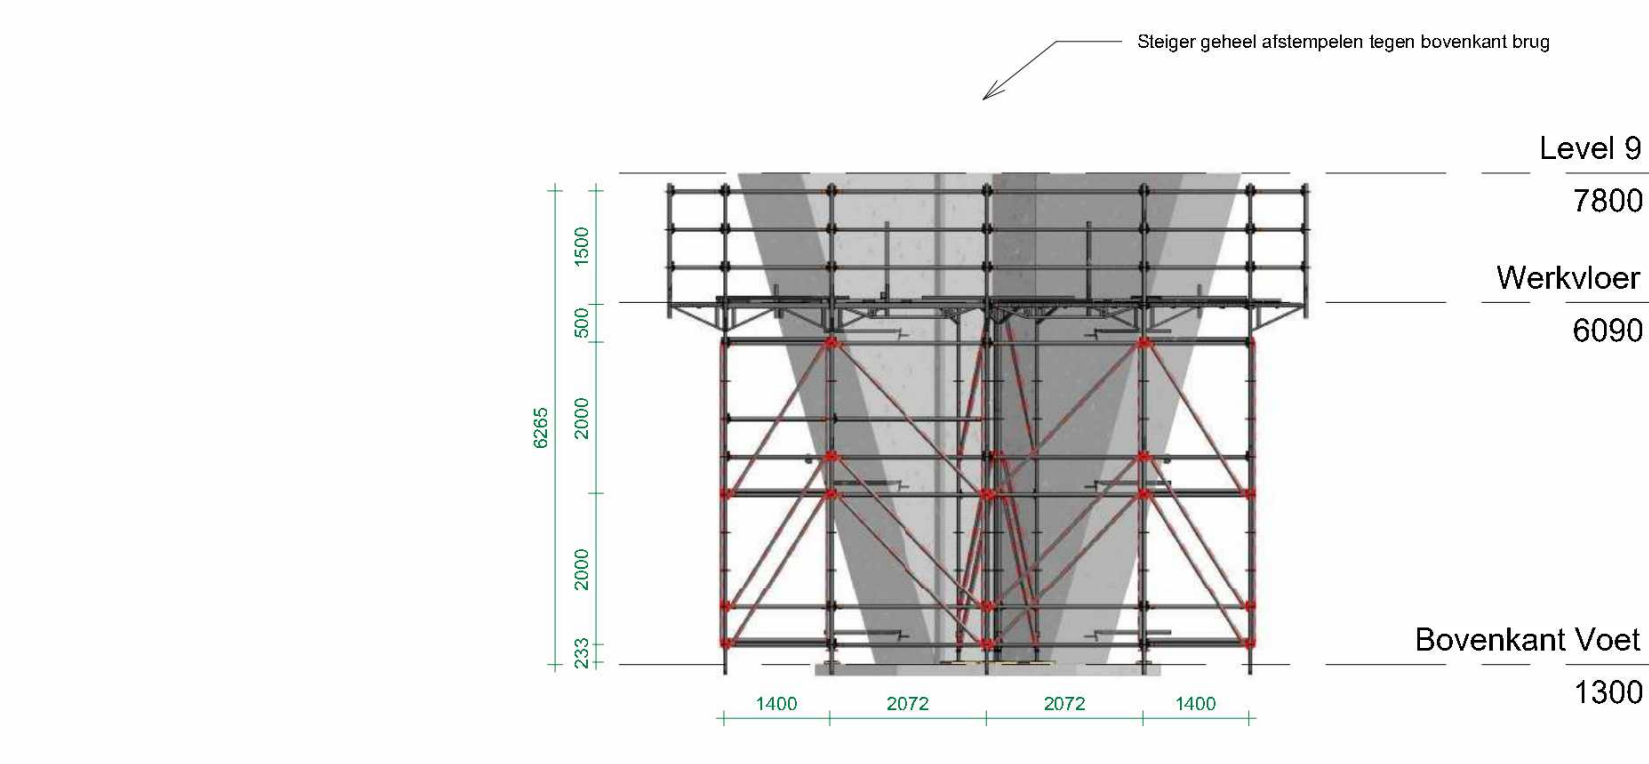 Steiger geheel afstempelen tegen bovenkant brug
Level 9
7800
Werkvloer
6090
1500
500
2000
6265
2000
233
Bovenkant Voet
1300
1400 2072 2072 1400